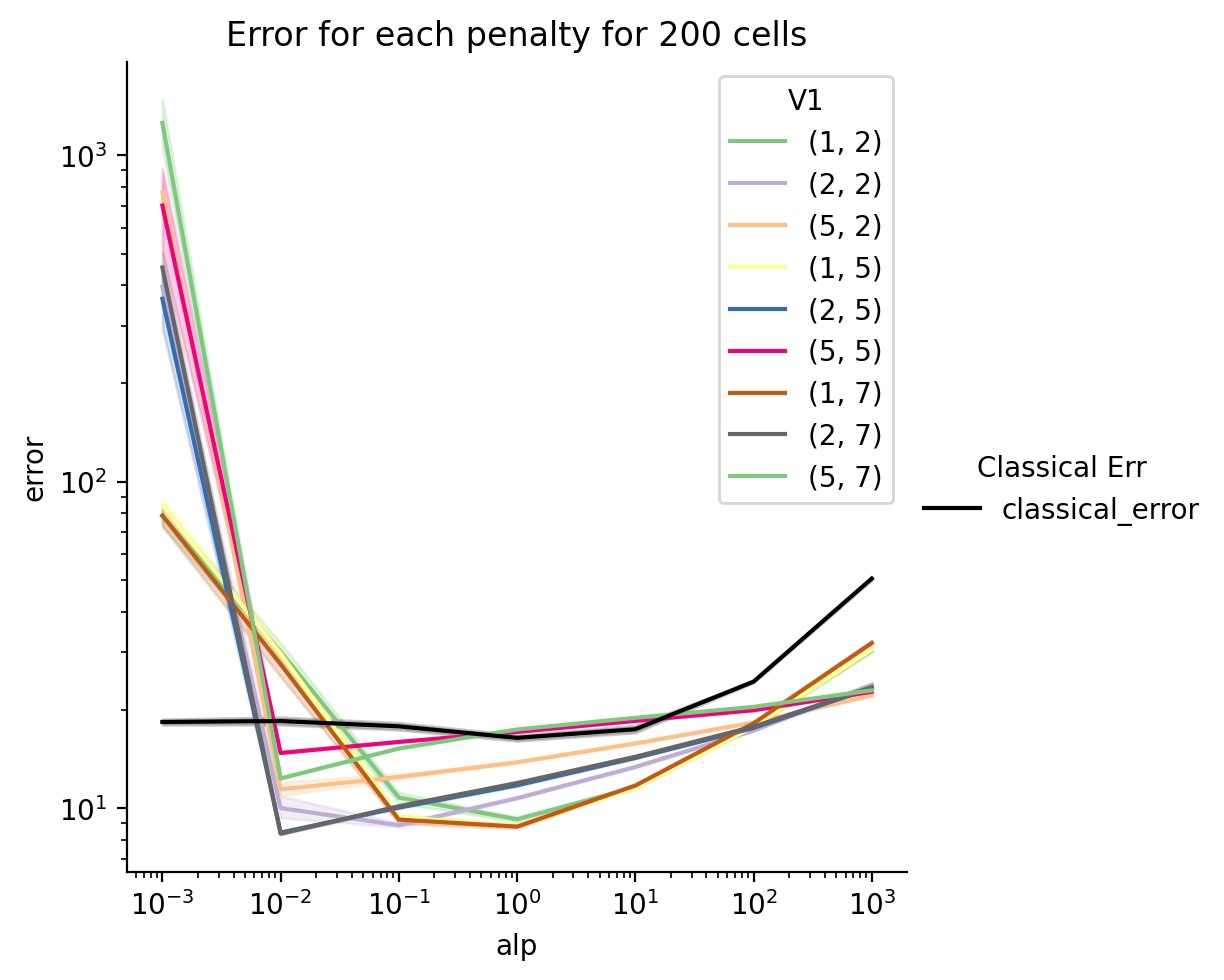 Error for each penalty for 200 cells
error
10³
10²
10¹
V1
(1, 2)
(2, 2)
(5, 2)
(1, 5)
(2, 5)
(5, 5)
(1, 7)
(2, 7)
(5, 7)
Classical Err
classical_error
10⁻³ 10⁻² 10⁻¹ 10⁰ 10¹ 10² 10³
alp